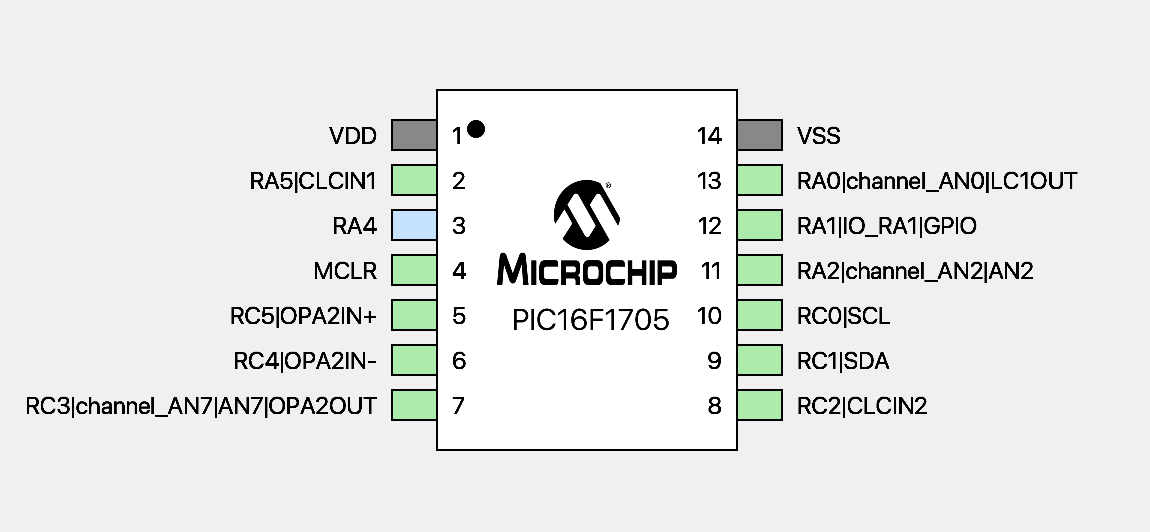 VDD 1 14 VSS
RA5|CLCIN1 2 13 RA0|channel_AN0|LC1OUT
RA4 3 12 RA1|IO_RA1|GPIO
MCLR 4 11 RA2|channel_AN2|AN2
RC5|OPA2IN+ 5 10 RC0|SCL
RC4|OPA2IN- 6 9 RC1|SDA
RC3|channel_AN7|AN7|OPA2OUT 7 8 RC2|CLCIN2
®
MICROCHIP
PIC16F1705